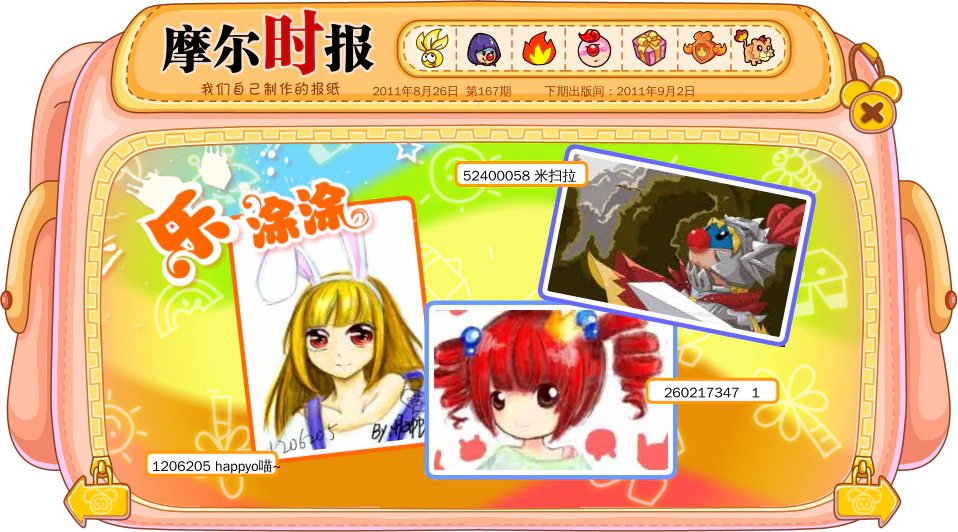 摩尔时报
我们自己制作的报纸
2011年8月26日 第167期 下期出版间：2011年9月2日
乐涂涂
52400058 米扫拉
260217347 1
1206205
1206205 happyo喵~